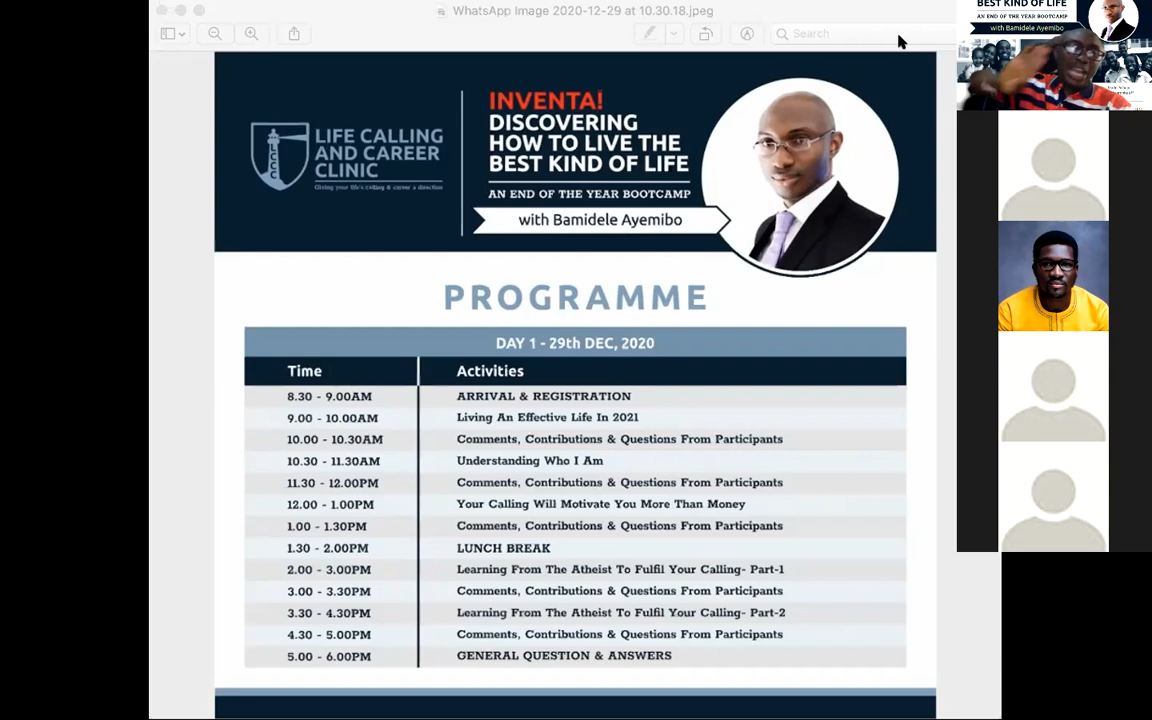 WhatsApp Image 2020-12-29 at 10.30.18.jpeg
Search
BEST KIND OF LIFE
AN END OF THE YEAR BOOTCAMP
with Bamidele Ayemibo
LCCC
LIFE CALLING
AND CAREER
CLINIC
Giving your life's calling & career a direction
INVENTA!
DISCOVERING
HOW TO LIVE THE
BEST KIND OF LIFE
AN END OF THE YEAR BOOTCAMP
with Bamidele Ayemibo
PROGRAMME
DAY 1 - 29th DEC, 2020
Time Activities
8.30 - 9.00AM ARRIVAL & REGISTRATION
9.00 - 10.00AM Living An Effective Life In 2021
10.00 - 10.30AM Comments, Contributions & Questions From Participants
10.30 - 11.30AM Understanding Who I Am
11.30 - 12.00PM Comments, Contributions & Questions From Participants
12.00 - 1.00PM Your Calling Will Motivate You More Than Money
1.00 - 1.30PM Comments, Contributions & Questions From Participants
1.30 - 2.00PM LUNCH BREAK
2.00 - 3.00PM Learning From The Atheist To Fulfil Your Calling- Part-1
3.00 - 3.30PM Comments, Contributions & Questions From Participants
3.30 - 4.30PM Learning From The Atheist To Fulfil Your Calling- Part-2
4.30 - 5.00PM Comments, Contributions & Questions From Participants
5.00 - 6.00PM GENERAL QUESTION & ANSWERS